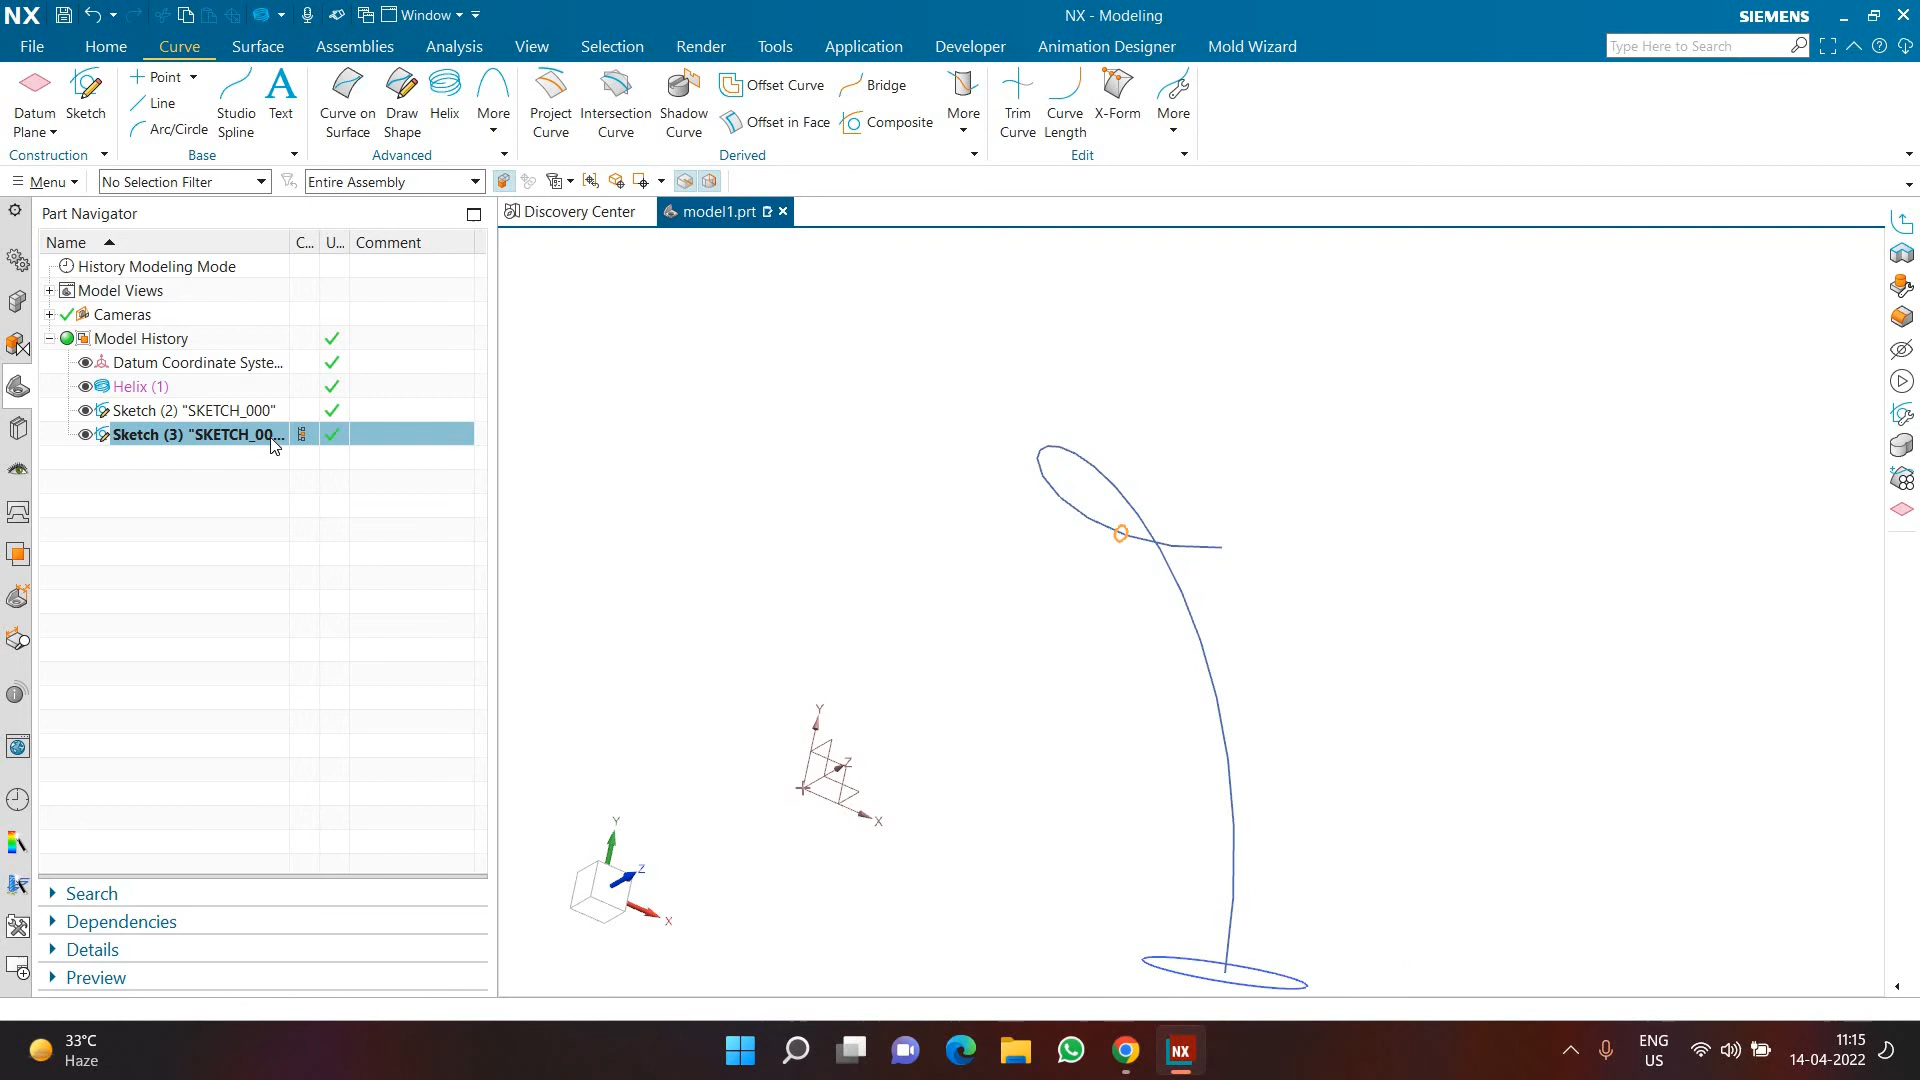 NX Window NX - Modeling SIEMENS
File Home Curve Surface Assemblies Analysis View Selection Render Tools Application Developer Animation Designer Mold Wizard Type Here to Search
Datum Plane Sketch Point Line Arc/Circle Studio Spline Text Curve on Surface Draw Shape Helix More Project Curve Intersection Curve Shadow Curve Offset Curve Offset in Face Bridge Composite More Trim Curve Curve Length X-Form More
Construction Base Advanced Derived Edit
Menu No Selection Filter Entire Assembly
Part Navigator Discovery Center model1.prt
Name C... U... Comment
History Modeling Mode
Model Views
Cameras
Model History
Datum Coordinate Syste...
Helix (1)
Sketch (2) "SKETCH_000"
Sketch (3) "SKETCH_00...
Y
Z
X
Y
Z
X
Search
Dependencies
Details
Preview
33°C
Haze
NX
ENG
US
11:15
14-04-2022